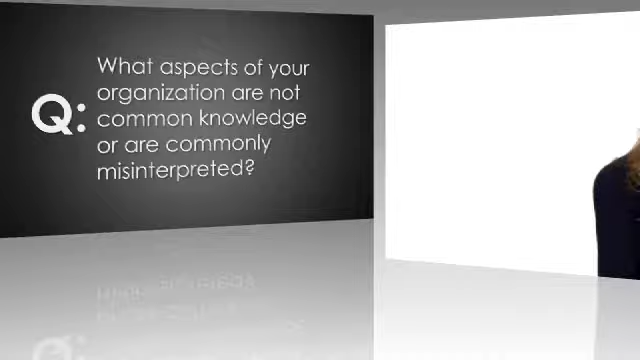 What aspects of your
organization are not
Q: common knowledge
or are commonly
misinterpreted?